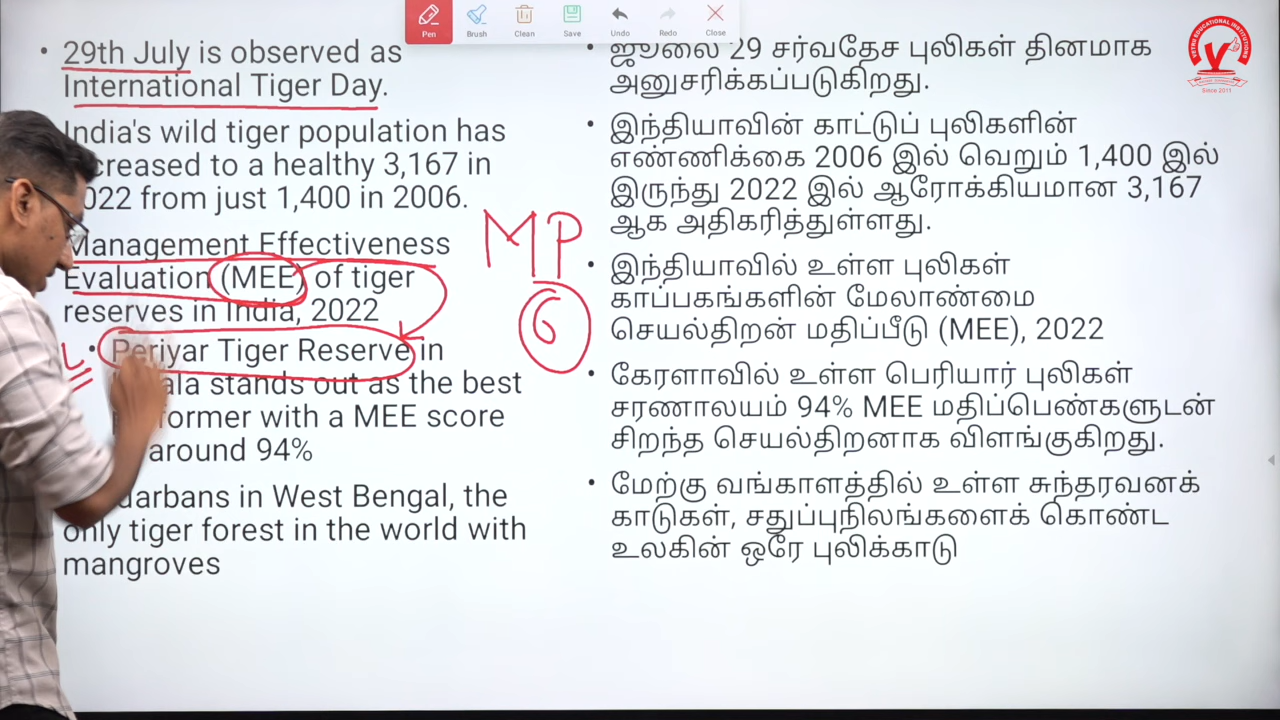 Pen
Brush
Clean
Save
Undo
Redo
Close
VETRU EDUCATIONAL INSTITUTIONS
Since 2011
• 29th July is observed as
International Tiger Day.
India's wild tiger population has
creased to a healthy 3,167 in
022 from just 1,400 in 2006.
Management Effectiveness
Evaluation (MEE) of tiger
reserves in India, 2022
• Periyar Tiger Reserve in
ala stands out as the best
former with a MEE score
around 94%
darbans in West Bengal, the
only tiger forest in the world with
mangroves
MP
6
• ஜூலை 29 சர்வதேச புலிகள் தினமாக
அனுசரிக்கப்படுகிறது.
• இந்தியாவின் காட்டுப் புலிகளின்
எண்ணிக்கை 2006 இல் வெறும் 1,400 இல்
இருந்து 2022 இல் ஆரோக்கியமான 3,167
ஆக அதிகரித்துள்ளது.
• இந்தியாவில் உள்ள புலிகள்
காப்பகங்களின் மேலாண்மை
செயல்திறன் மதிப்பீடு (MEE), 2022
• கேரளாவில் உள்ள பெரியார் புலிகள்
சரணாலயம் 94% MEE மதிப்பெண்களுடன்
சிறந்த செயல்திறனாக விளங்குகிறது.
• மேற்கு வங்காளத்தில் உள்ள சுந்தரவனக்
காடுகள், சதுப்புநிலங்களைக் கொண்ட
உலகின் ஒரே புலிக்காடு